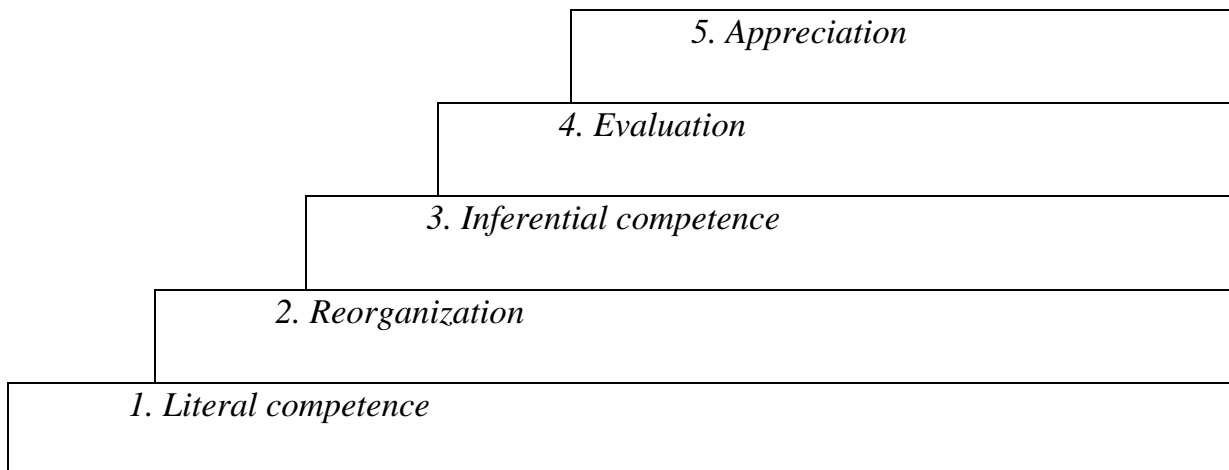 5. Appreciation
4. Evaluation
3. Inferential competence
2. Reorganization
1. Literal competence